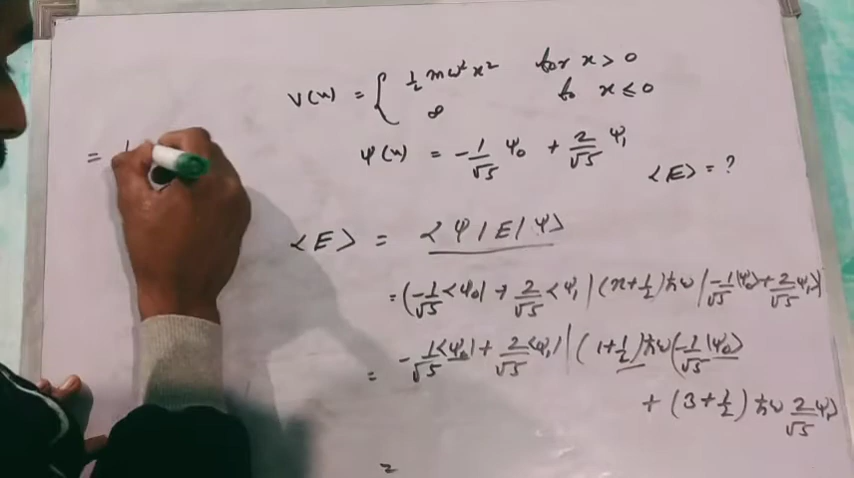 V(x) = { ½ mω²x² for x > 0
∞ fo x ≤ 0
ψ(x) = -1/√5 ψ₀ + 2/√5 ψ₁
<E> = ?
<E> = <ψ|E|ψ>
= (-1/√5 <ψ₀| + 2/√5 <ψ₁| (n+½)ħω |-1/√5 |ψ₀> + 2/√5 ψ₁>)
= -1/√5 <ψ₀| + 2/√5 <ψ₁| (1+½)ħω (-1/√5 |ψ₀>
+ (3+½) ħω 2/√5 ψ₁>
=
= 1